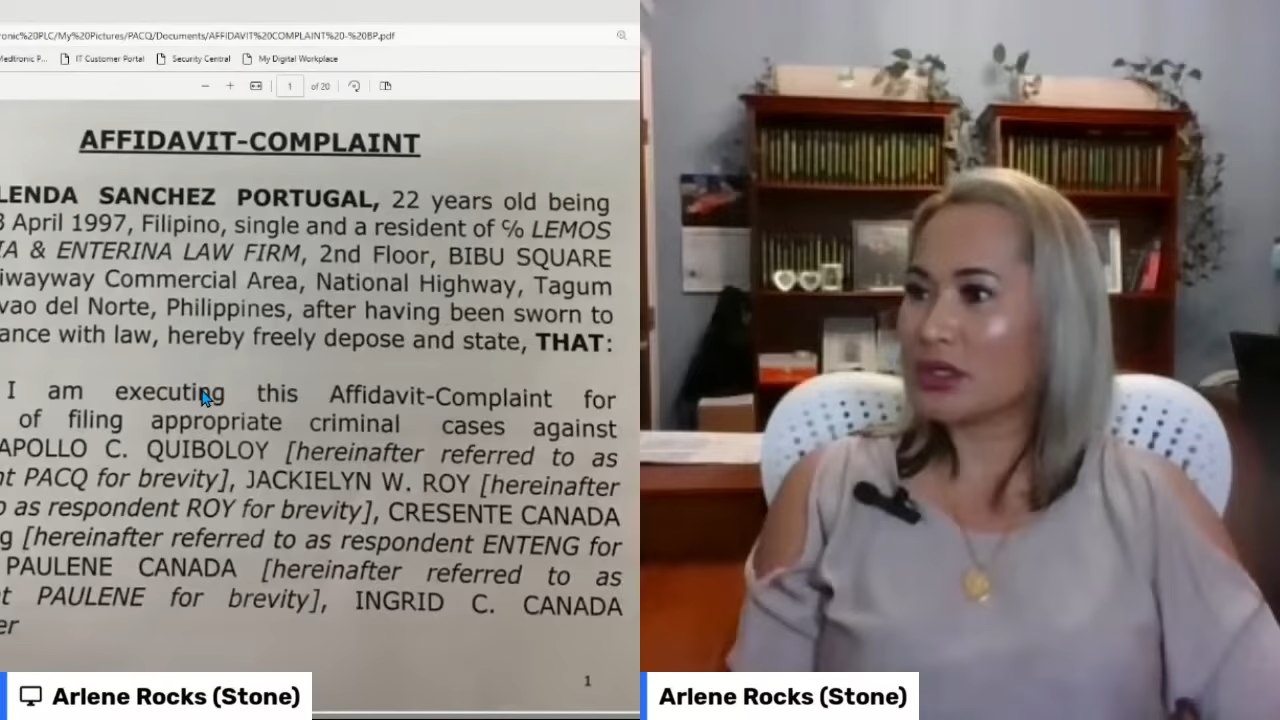 ronic%20PLC/My%20Pictures/PACQ/Documents/AFFIDAVIT%20COMPLAINT%20-%20BP.pdf
Medtronic P... IT Customer Portal Security Central My Digital Workplace
1 of 20
AFFIDAVIT-COMPLAINT
LENDA SANCHEZ PORTUGAL, 22 years old being
3 April 1997, Filipino, single and a resident of ℅ LEMOS
IA & ENTERINA LAW FIRM, 2nd Floor, BIBU SQUARE
iwayway Commercial Area, National Highway, Tagum
vao del Norte, Philippines, after having been sworn to
ance with law, hereby freely depose and state, THAT:
I am executing this Affidavit-Complaint for
of filing appropriate criminal cases against
APOLLO C. QUIBOLOY [hereinafter referred to as
nt PACQ for brevity], JACKIELYN W. ROY [hereinafter
o as respondent ROY for brevity], CRESENTE CANADA
g [hereinafter referred to as respondent ENTENG for
PAULENE CANADA [hereinafter referred to as
t PAULENE for brevity], INGRID C. CANADA
er
1
Arlene Rocks (Stone)
Arlene Rocks (Stone)